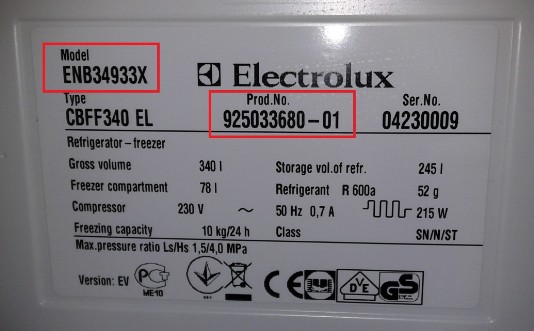 Model
ENB34933X
Electrolux
Type
Prod.No.
Ser.No.
CBFF340 EL
925033680-01
04230009
Refrigerator-freezer
Gross volume 340 l Storage vol.of refr. 245 l
Freezer compartment 78 l Refrigerant R 600a 52 g
Compressor 230 V ~ 50 Hz 0,7 A 215 W
Freezing capacity 10 kg/24 h Class SN/N/ST
Max.pressure ratio Ls/Hs 1,5/4,0 MPa
Version: EV ME10 CE DVE GS